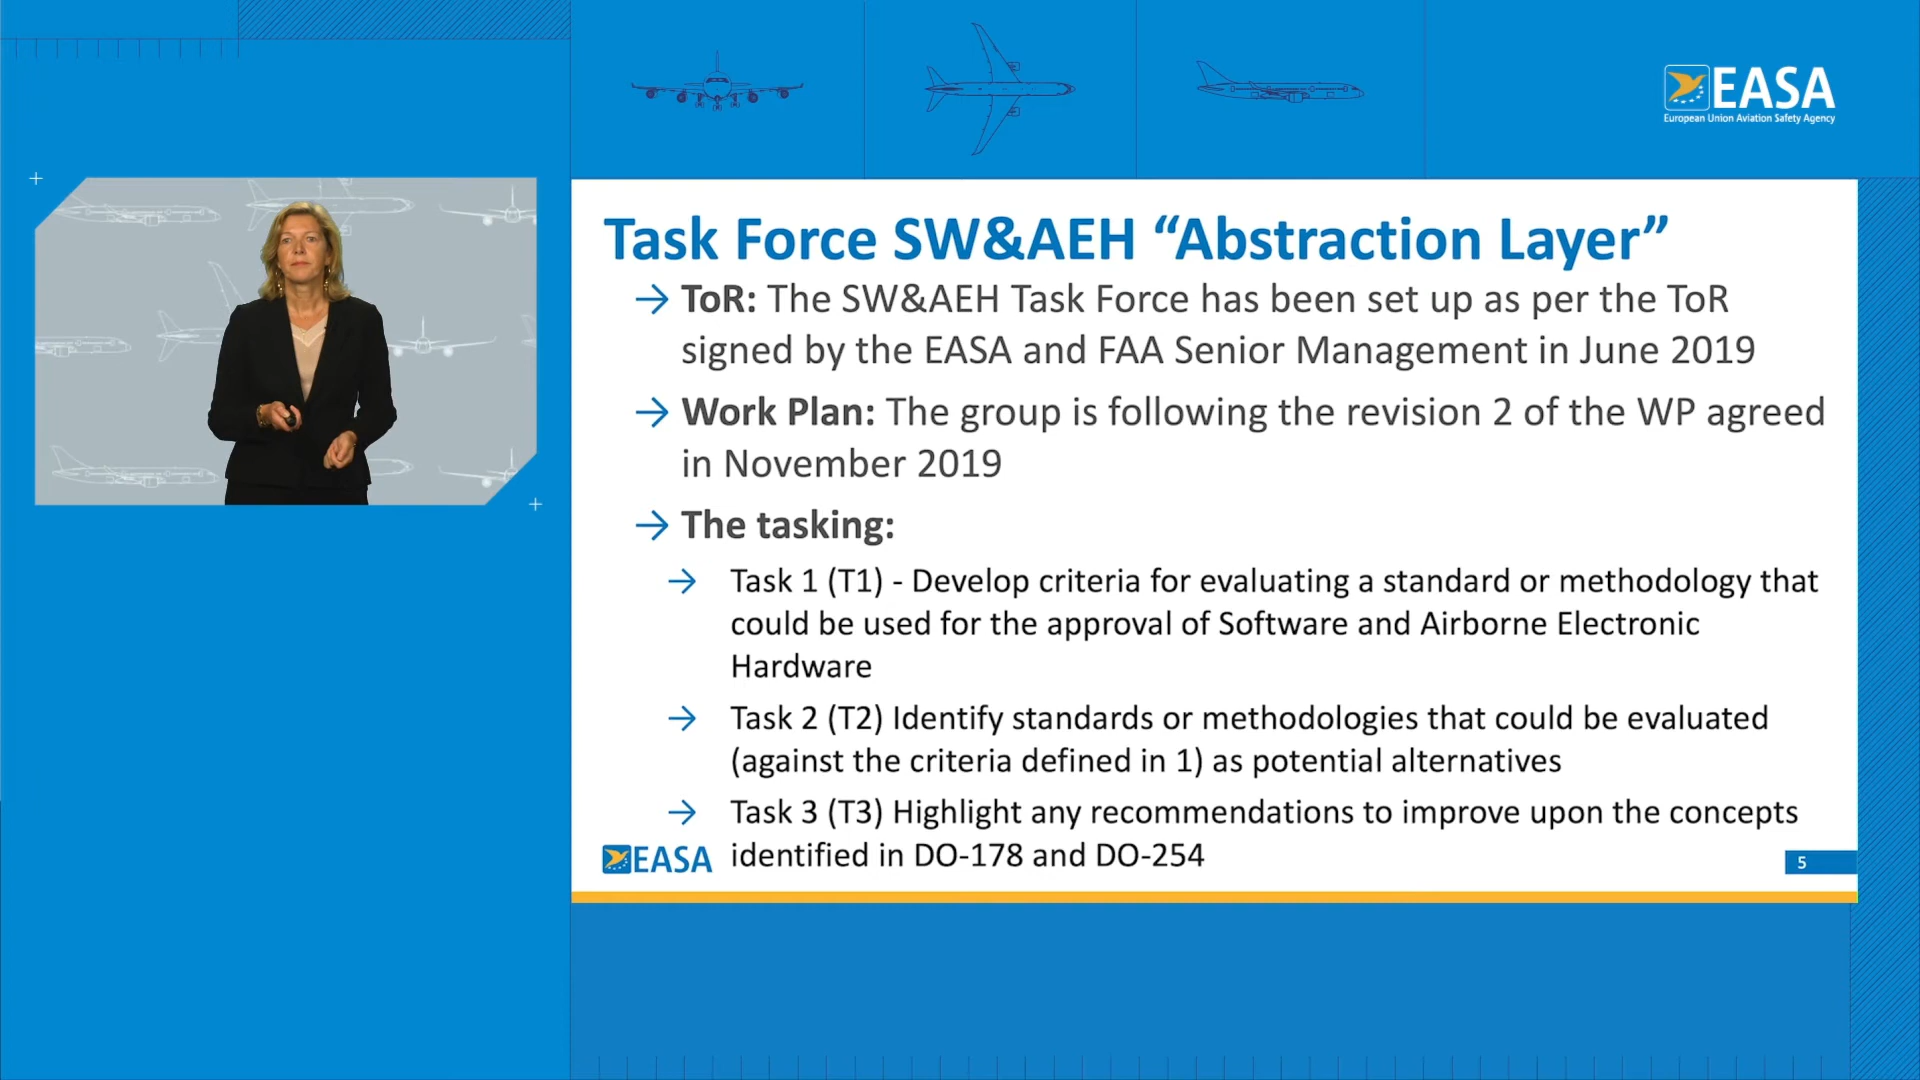 EASA
European Union Aviation Safety Agency
Task Force SW&AEH “Abstraction Layer”
→ ToR: The SW&AEH Task Force has been set up as per the ToR
signed by the EASA and FAA Senior Management in June 2019
→ Work Plan: The group is following the revision 2 of the WP agreed
in November 2019
→ The tasking:
→ Task 1 (T1) - Develop criteria for evaluating a standard or methodology that
could be used for the approval of Software and Airborne Electronic
Hardware
→ Task 2 (T2) Identify standards or methodologies that could be evaluated
(against the criteria defined in 1) as potential alternatives
→ Task 3 (T3) Highlight any recommendations to improve upon the concepts
identified in DO-178 and DO-254
EASA
5